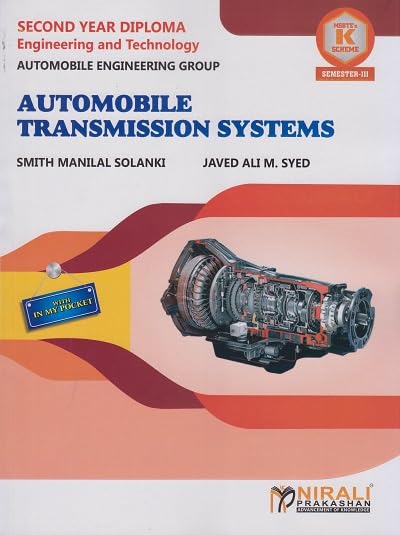 SECOND YEAR DIPLOMA
Engineering and Technology
AUTOMOBILE ENGINEERING GROUP
MSBTE's
K
SCHEME
SEMESTER-III
AUTOMOBILE
TRANSMISSION SYSTEMS
SMITH MANILAL SOLANKI JAVED ALI M. SYED
WITH
IN MY POCKET
NIRALI
PRAKASHAN
ADVANCEMENT OF KNOWLEDGE